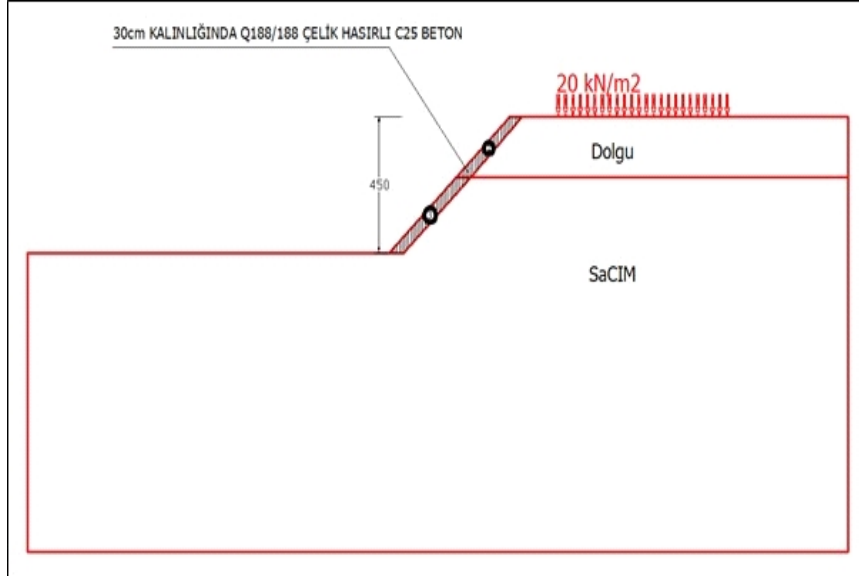 30cm KALINLIĞINDA Q188/188 ÇELİK HASIRLI C25 BETON
20 kN/m2
Dolgu
450
SaCIM